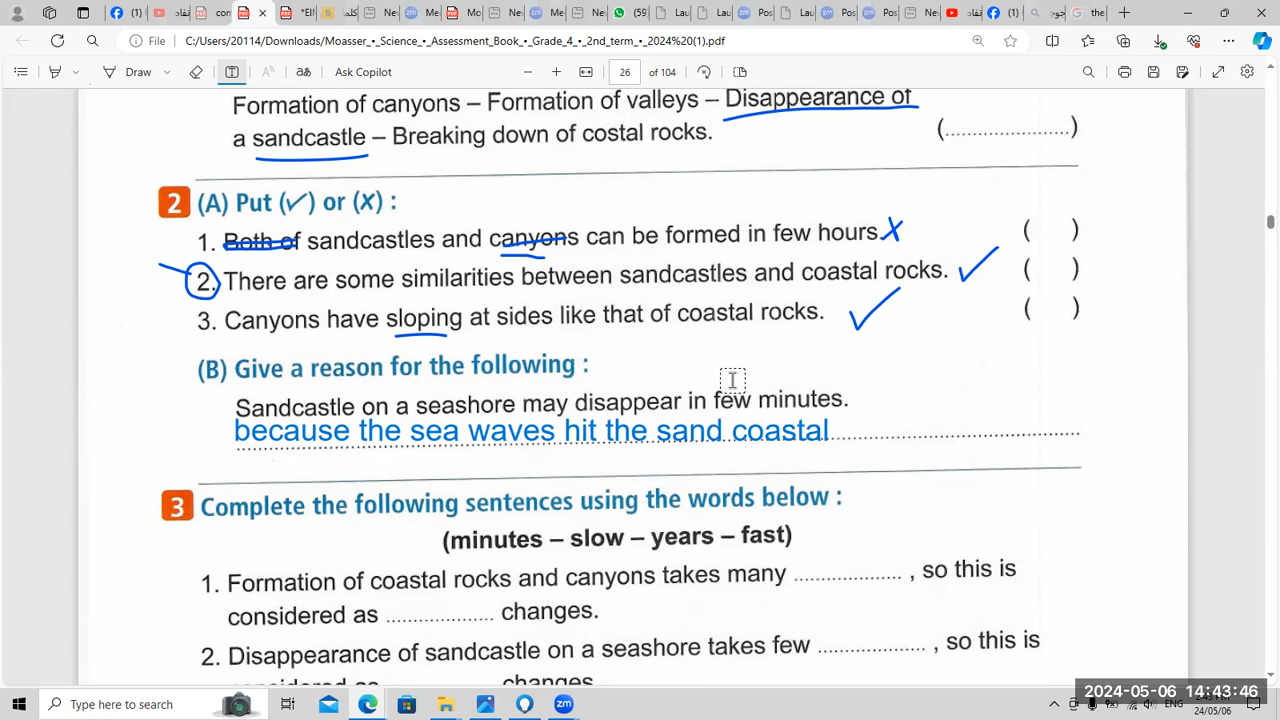 File
C:/Users/20114/Downloads/Moasser_•_Science_•_Assessment_Book_•_Grade_4_•_2nd_term_•_2024%20(1).pdf
Draw
aあ
Ask Copilot
26 of 104
Formation of canyons – Formation of valleys – Disappearance of
a sandcastle – Breaking down of costal rocks. (....................)
2 (A) Put (✓) or (✗) :
1. Both of sandcastles and canyons can be formed in few hours. X ( )
2. There are some similarities between sandcastles and coastal rocks. ✓ ( )
3. Canyons have sloping at sides like that of coastal rocks. ✓ ( )
(B) Give a reason for the following :
Sandcastle on a seashore may disappear in few minutes.
because the sea waves hit the sand coastal
3 Complete the following sentences using the words below :
(minutes – slow – years – fast)
1. Formation of coastal rocks and canyons takes many .................... , so this is
considered as .................... changes.
2. Disappearance of sandcastle on a seashore takes few .................... , so this is
considered as .................... changes.
Type here to search
ENG
2024-05-06 14:43:46
24/05/06